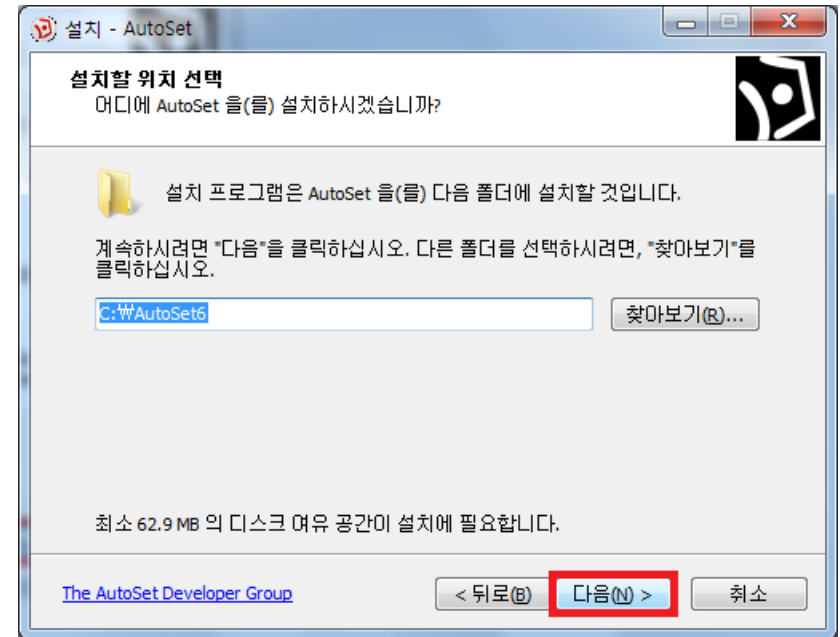 설치 - AutoSet
설치할 위치 선택
어디에 AutoSet 을(를) 설치하시겠습니까?
설치 프로그램은 AutoSet 을(를) 다음 폴더에 설치할 것입니다.
계속하시려면 "다음"을 클릭하십시오. 다른 폴더를 선택하시려면, "찾아보기"를
클릭하십시오.
C:₩AutoSet6
찾아보기(R)...
최소 62.9 MB 의 디스크 여유 공간이 설치에 필요합니다.
The AutoSet Developer Group
< 뒤로(B)
다음(N) >
취소